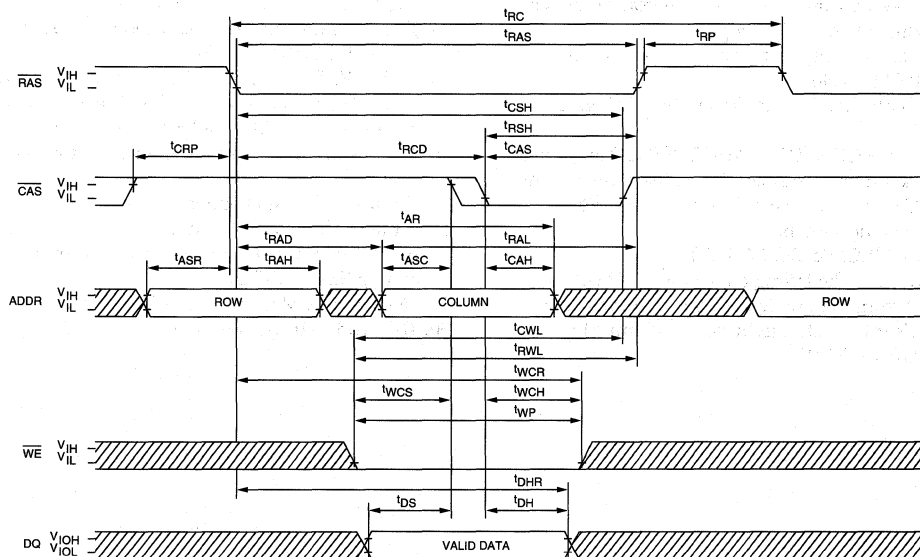 tRC
tRAS
tRP
RAS VIH
VIL
tCSH
tRSH
tCRP
tRCD
tCAS
CAS VIH
VIL
tAR
tRAD
tRAL
tASR
tRAH
tASC
tCAH
ADDR VIH
VIL
ROW
COLUMN
ROW
tCWL
tRWL
tWCR
tWCS
tWCH
tWP
WE VIH
VIL
tDHR
tDS
tDH
DQ VIOH
VIOL
VALID DATA